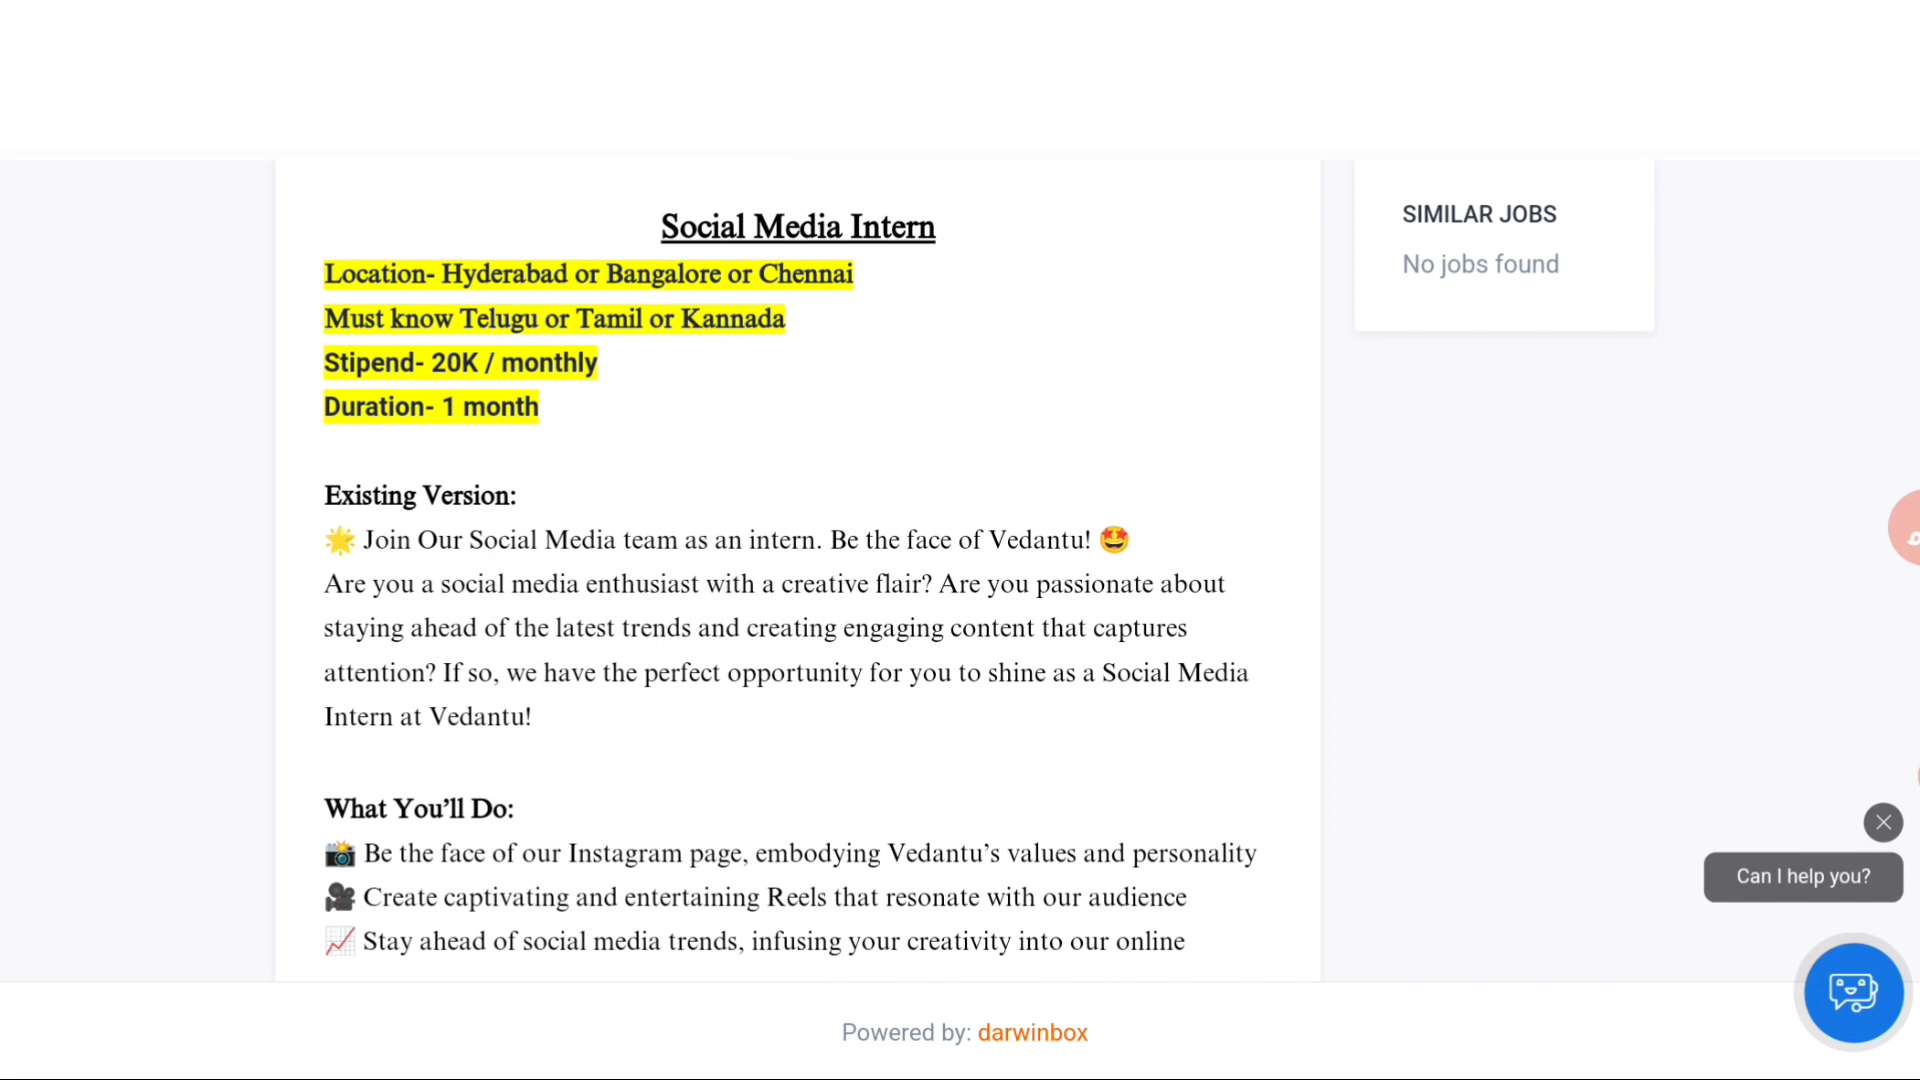 Social Media Intern
Location- Hyderabad or Bangalore or Chennai
Must know Telugu or Tamil or Kannada
Stipend- 20K / monthly
Duration- 1 month
Existing Version:
🌟 Join Our Social Media team as an intern. Be the face of Vedantu! 🤩
Are you a social media enthusiast with a creative flair? Are you passionate about
staying ahead of the latest trends and creating engaging content that captures
attention? If so, we have the perfect opportunity for you to shine as a Social Media
Intern at Vedantu!
What You’ll Do:
📸 Be the face of our Instagram page, embodying Vedantu’s values and personality
🎥 Create captivating and entertaining Reels that resonate with our audience
📈 Stay ahead of social media trends, infusing your creativity into our online
SIMILAR JOBS
No jobs found
Can I help you?
Powered by: darwinbox